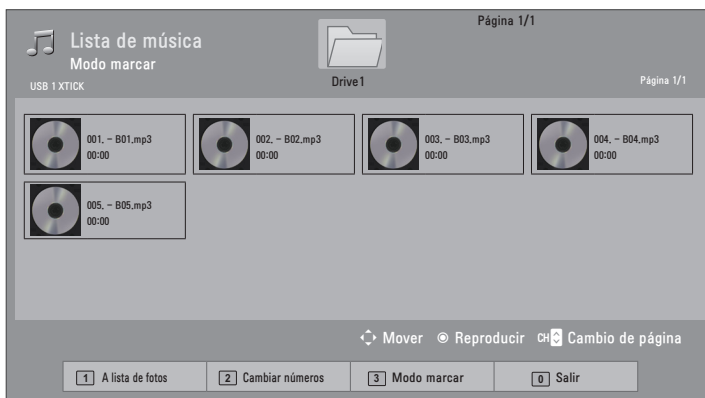 Página 1/1
Lista de música
Modo marcar
Drive1
USB 1 XTICK
Página 1/1
001. - B01.mp3
00:00
002. - B02.mp3
00:00
003. - B03.mp3
00:00
004. - B04.mp3
00:00
005. - B05.mp3
00:00
Mover Reproducir CH Cambio de página
1 A lista de fotos 2 Cambiar números 3 Modo marcar 0 Salir